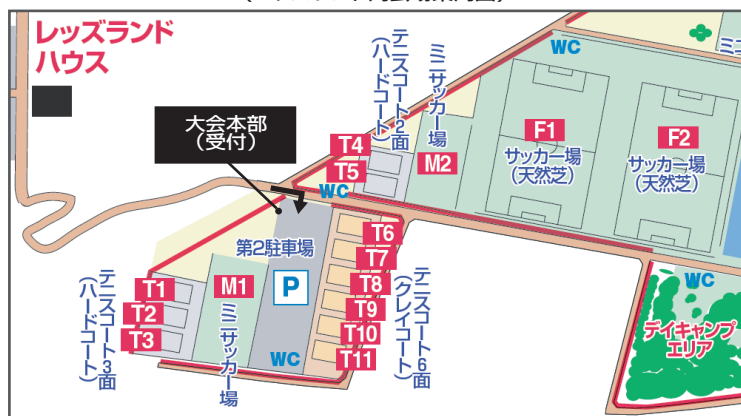 レッズランド
ハウス
大会本部
(受付)
テニスコート2面
(ハードコート)
ミニサッカー場
WC
T4
T5
M2
WC
F1
サッカー場
(天然芝)
F2
サッカー場
(天然芝)
第2駐車場
P
WC
T1
T2
T3
テニスコート3面
(ハードコート)
M1
ミニサッカー場
T6
T7
T8
T9
T10
T11
テニスコート6面
(クレイコート)
WC
デイキャンプ
エリア